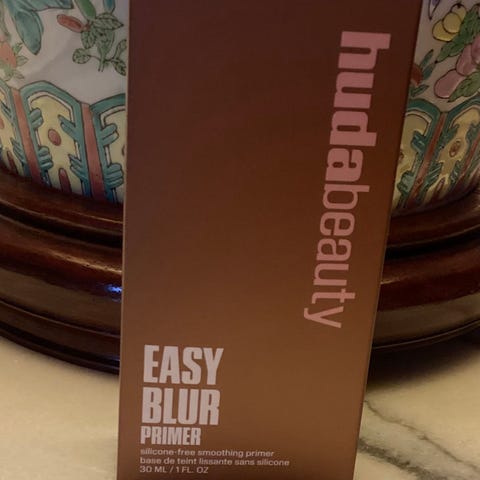 hudabeauty
EASY
BLUR
PRIMER
silicone-free smoothing primer
base de teint lissante sans silicone
30 ML / 1 FL. OZ